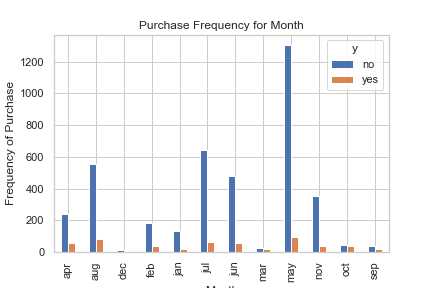 Purchase Frequency for Month
y
no
yes
Frequency of Purchase
1200
1000
800
600
400
200
0
apr
aug
dec
feb
jan
jul
jun
mar
may
nov
oct
sep